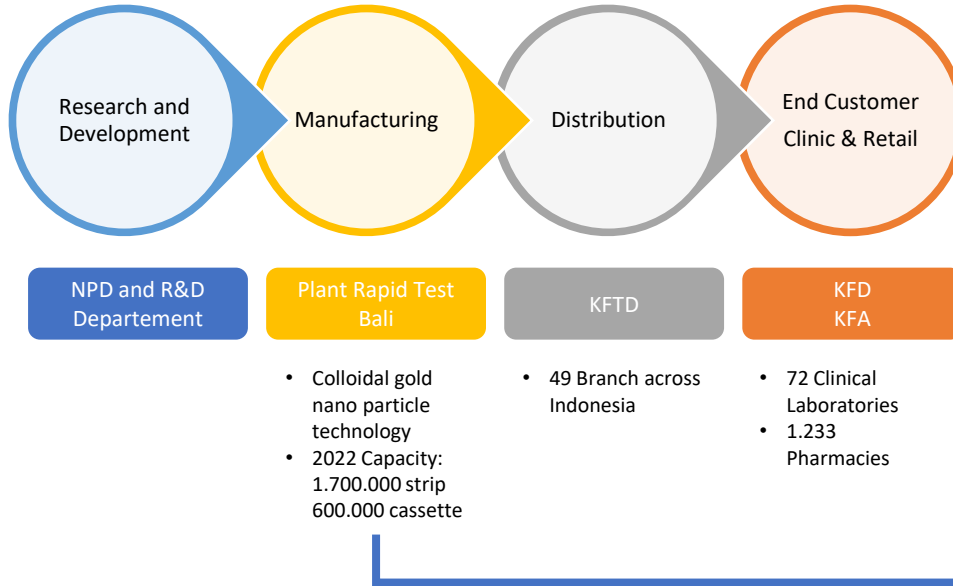 Research and
Development
Manufacturing
Distribution
End Customer
Clinic & Retail
NPD and R&D
Departement
Plant Rapid Test
Bali
KFTD
KFD
KFA
• Colloidal gold
nano particle
technology
• 2022 Capacity:
1.700.000 strip
600.000 cassette
• 49 Branch across
Indonesia
• 72 Clinical
Laboratories
• 1.233
Pharmacies